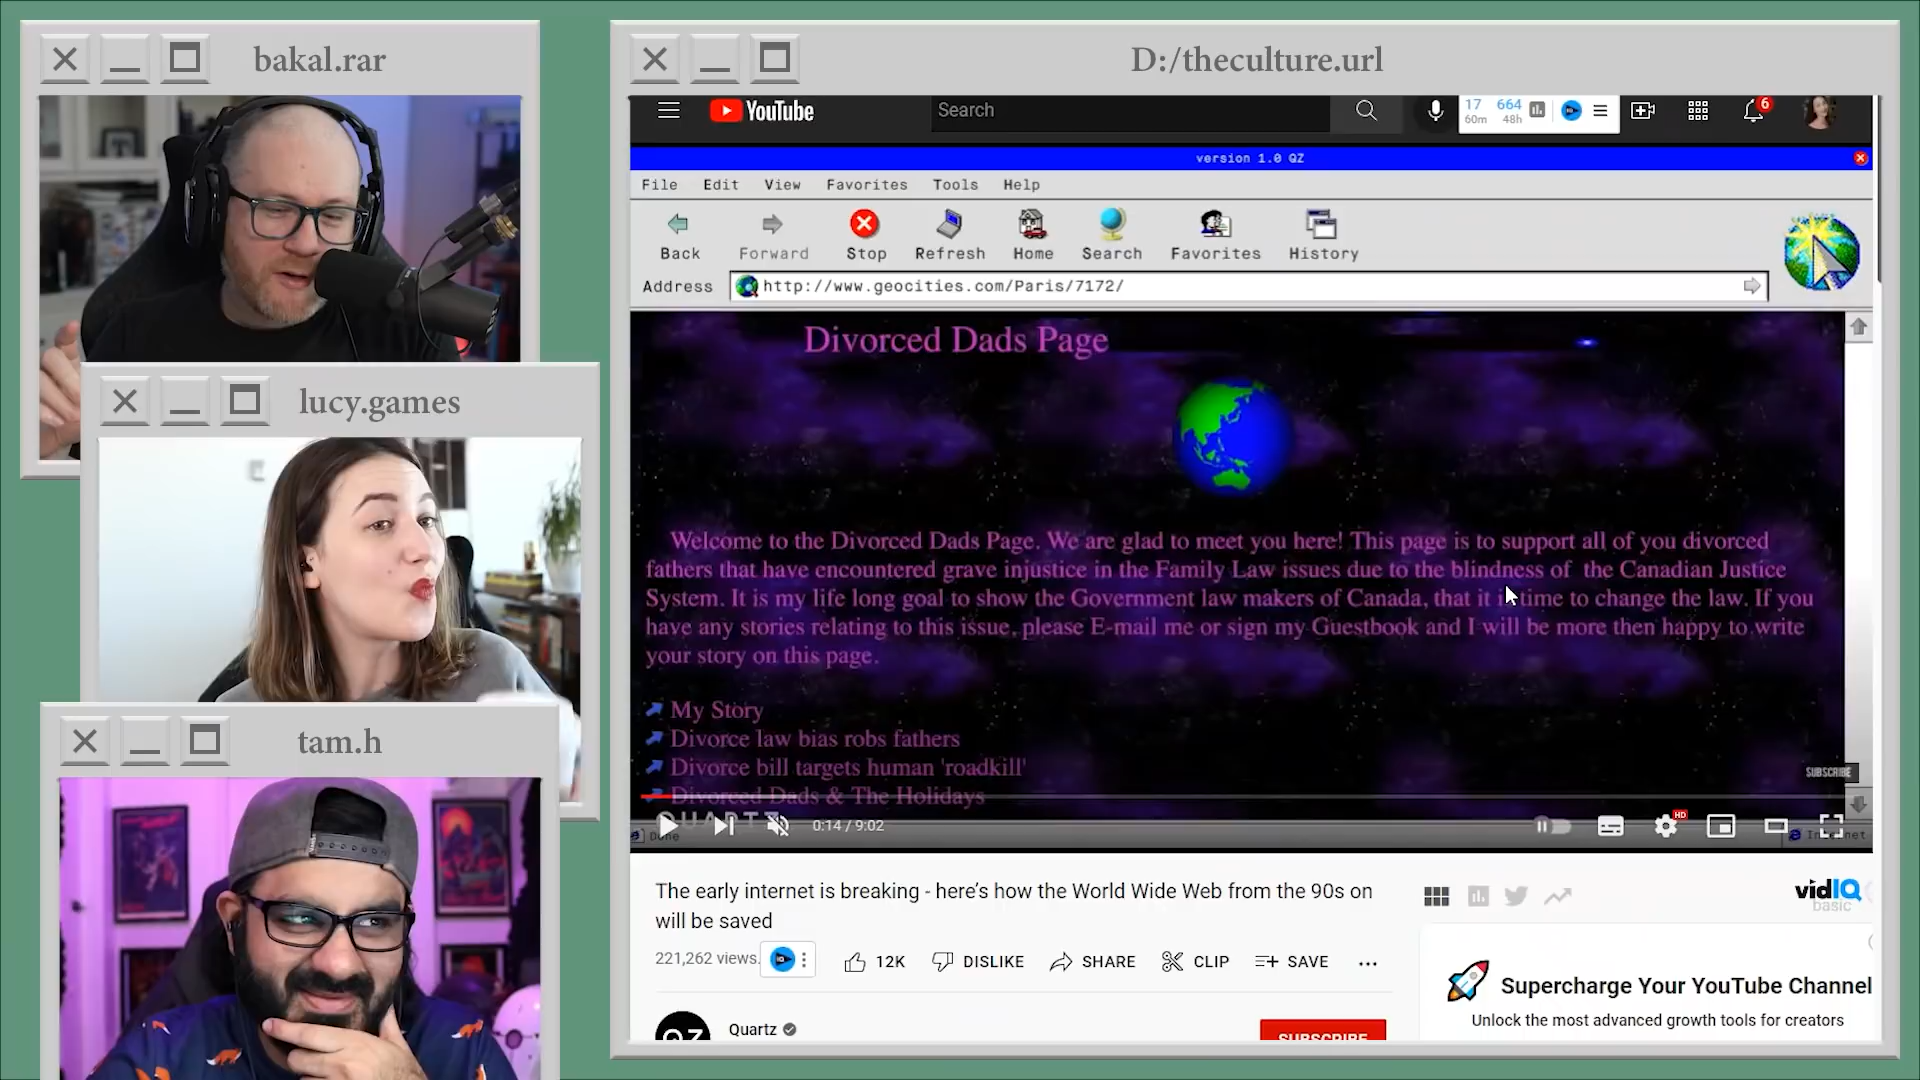 bakal.rar
lucy.games
tam.h
D:/theculture.url
YouTube
Search
17 664
60m 48h
6
version 1.0 QZ
File Edit View Favorites Tools Help
Back Forward Stop Refresh Home Search Favorites History
Address http://www.geocities.com/Paris/7172/
Divorced Dads Page
Welcome to the Divorced Dads Page. We are glad to meet you here! This page is to support all of you divorced
fathers that have encountered grave injustice in the Family Law issues due to the blindness of the Canadian Justice
System. It is my life long goal to show the Government law makers of Canada, that it is time to change the law. If you
have any stories relating to this issue, please E-mail me or sign my Guestbook and I will be more then happy to write
your story on this page.
My Story
Divorce law bias robs fathers
Divorce bill targets human 'roadkill'
Divorced Dads & The Holidays
SUBSCRIBE
QUARTZ
0:14 / 9:02
HD
Done
Internet
The early internet is breaking - here’s how the World Wide Web from the 90s on
will be saved
221,262 views
12K DISLIKE SHARE CLIP SAVE
vidIQ
basic
Supercharge Your YouTube Channel
Unlock the most advanced growth tools for creators
QZ
Quartz
SUBSCRIBE